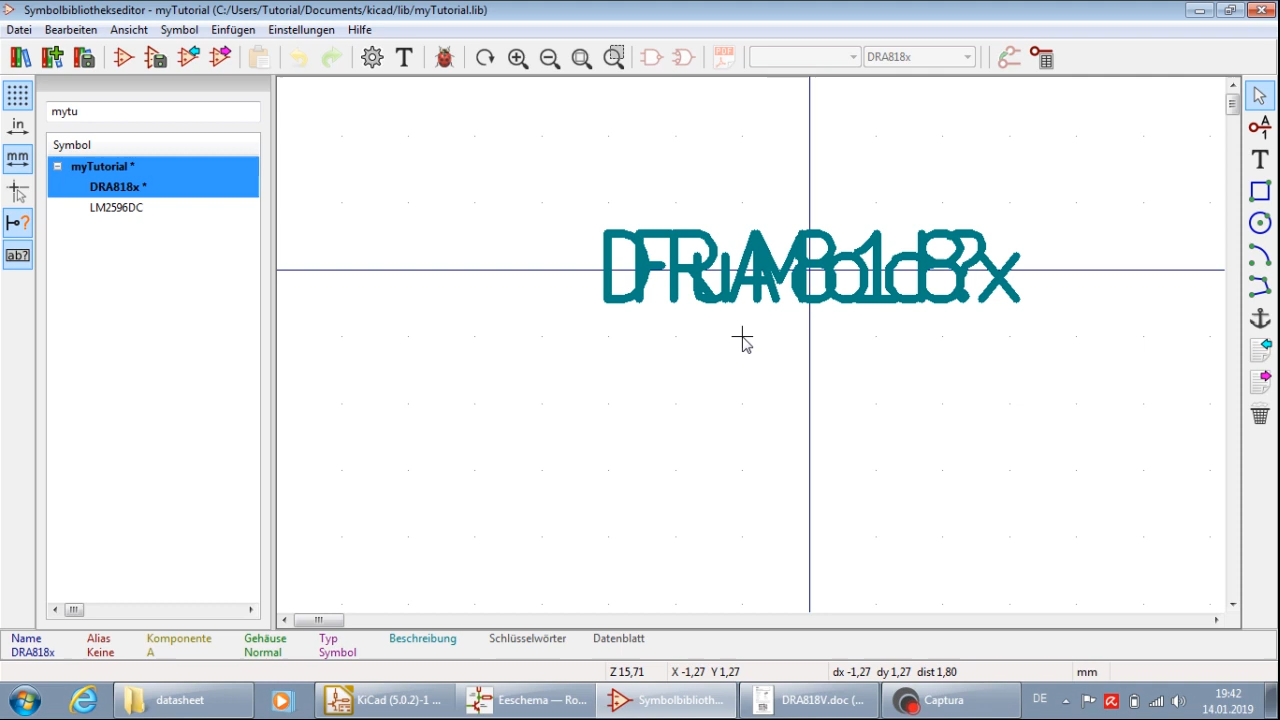 Symbolbibliothekseditor - myTutorial (C:/Users/Tutorial/Documents/kicad/lib/myTutorial.lib)
Datei Bearbeiten Ansicht Symbol Einfügen Einstellungen Hilfe
T PDF DRA818x
in
mm
ab?
mytu
Symbol
myTutorial *
DRA818x *
LM2596DC
A
1
T
Name Alias Komponente Gehäuse Typ Beschreibung Schlüsselwörter Datenblatt
DRA818x Keine A Normal Symbol
Z 15,71 X -1,27 Y 1,27 dx -1,27 dy 1,27 dist 1,80 mm
datasheet KiCad (5.0.2)-1 ... Eeschema — Ro... Symbolbiblioth... DRA818V.doc (... Captura DE 19:42
14.01.2019